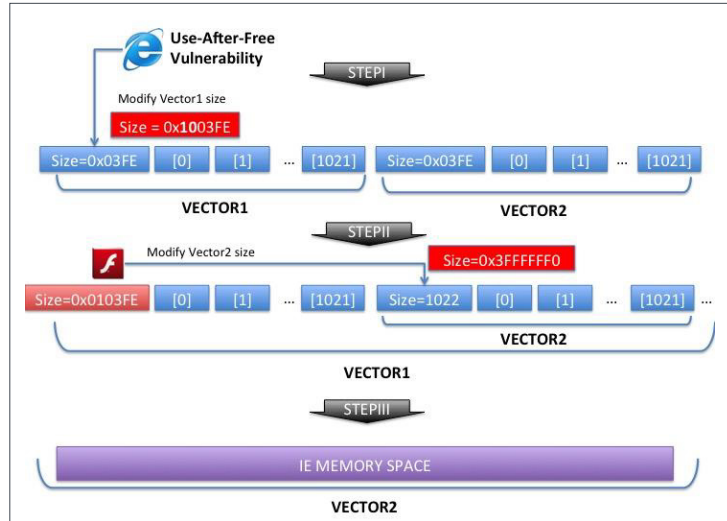 Use-After-Free
Vulnerability
STEPI
Modify Vector1 size
Size = 0x1003FE
Size=0x03FE [0] [1] ... [1021] Size=0x03FE [0] [1] ... [1021]
VECTOR1 VECTOR2
STEPII
Modify Vector2 size
Size=0x3FFFFFF0
Size=0x0103FE [0] [1] ... [1021] Size=1022 [0] [1] ... [1021] ...
VECTOR2
VECTOR1
STEPIII
IE MEMORY SPACE
VECTOR2